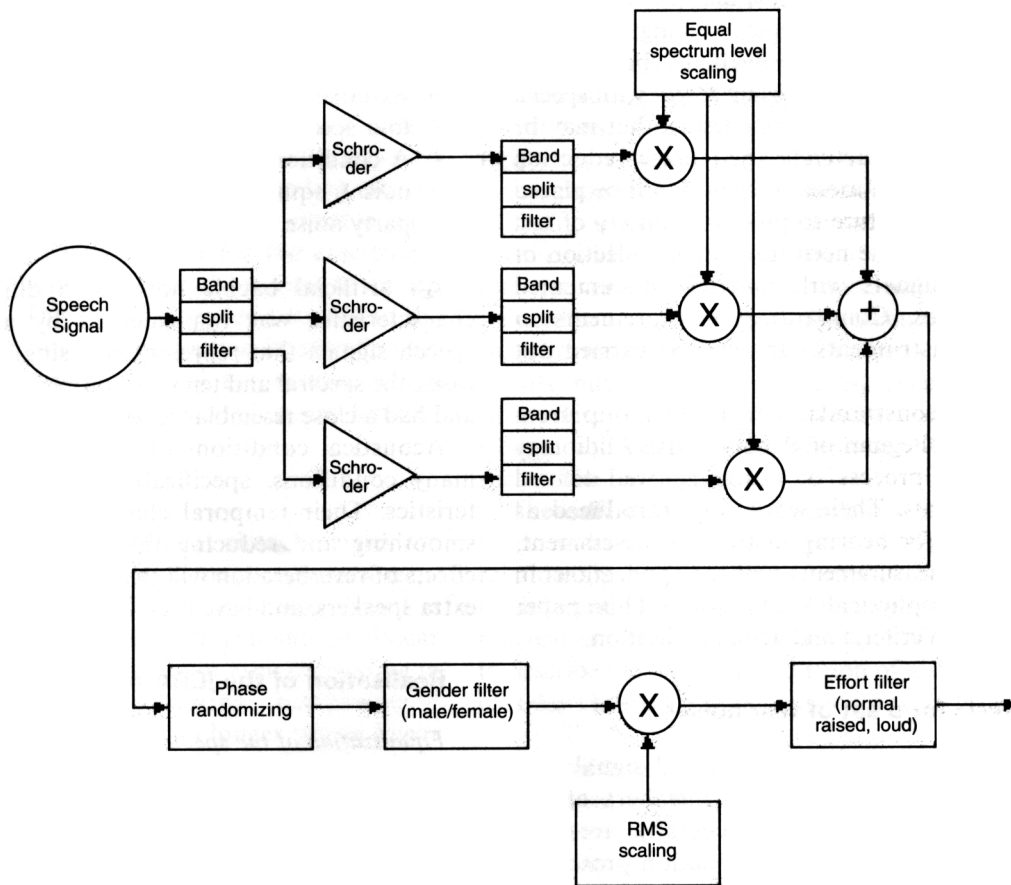 Equal
spectrum level
scaling
Schro-
der
Band
split
filter
X
Speech
Signal
Band
split
filter
Schro-
der
Band
split
filter
X
+
Schro-
der
Band
split
filter
X
Phase
randomizing
Gender filter
(male/female)
X
Effort filter
(normal
raised, loud)
RMS
scaling